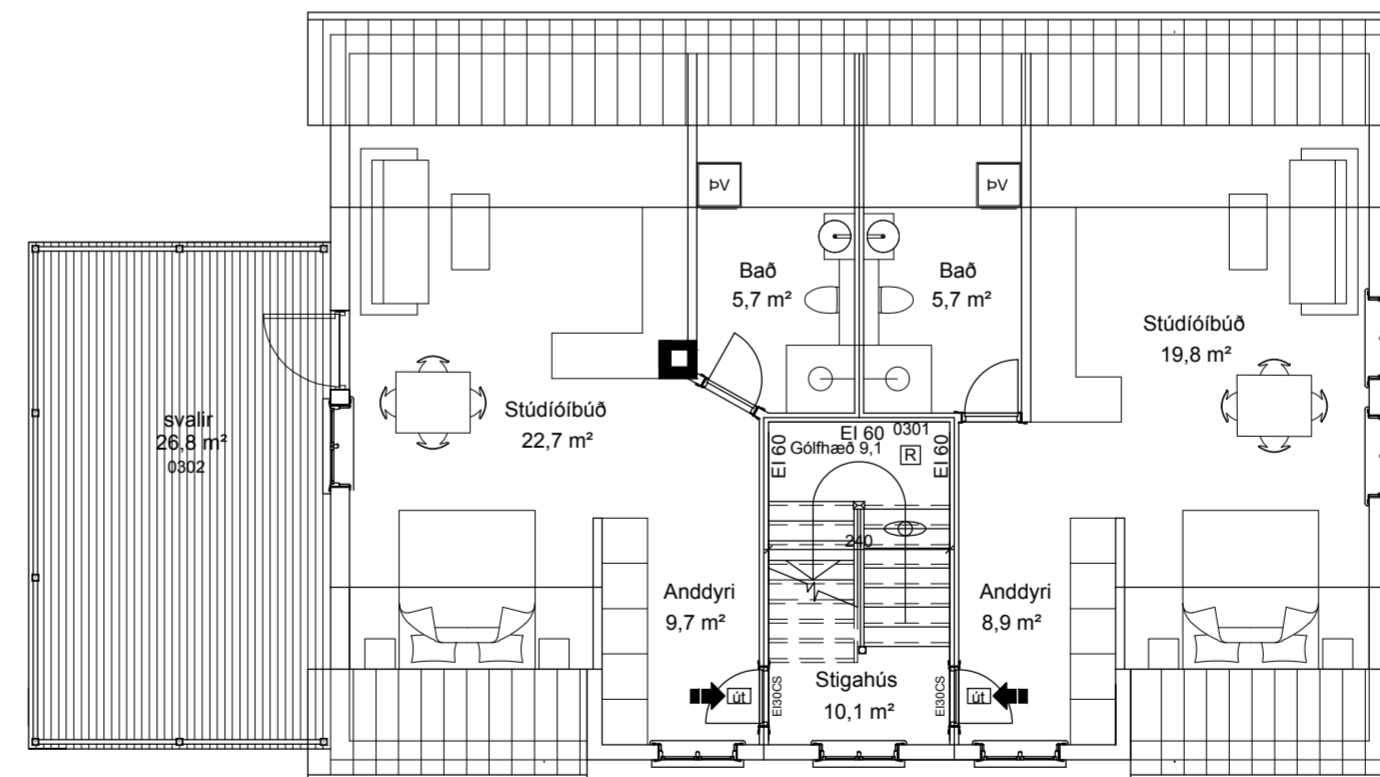 ÞV
ÞV
Bað
5,7 m²
Bað
5,7 m²
Stúdíóíbúð
19,8 m²
svalir
26,8 m²
0302
Stúdíóíbúð
22,7 m²
EI 60
EI 60
0301
Gólfhæð 9,1
R
EI 60
240
Anddyri
9,7 m²
Anddyri
8,9 m²
Stigahús
10,1 m²
út
EI30CS
EI30CS
út